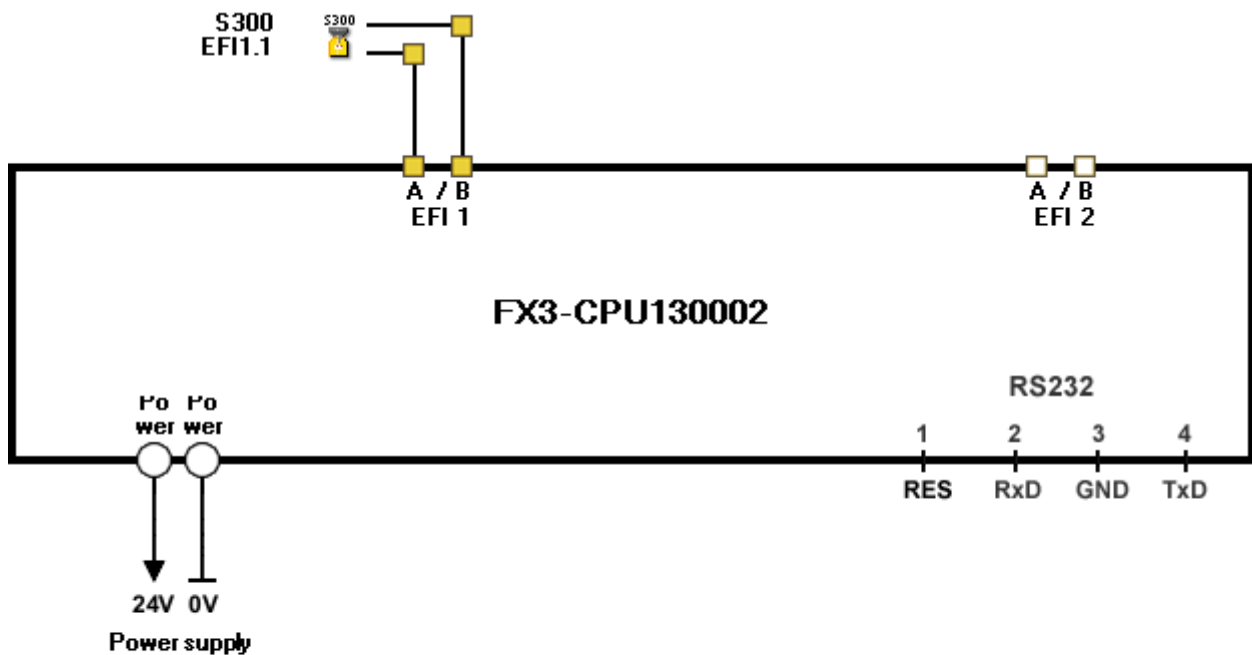 S300
EFI1.1
S300
A / B
EFI 1
A / B
EFI 2
FX3-CPU130002
RS232
Po Po
wer wer
1 2 3 4
RES RxD GND TxD
24V 0V
Power supply